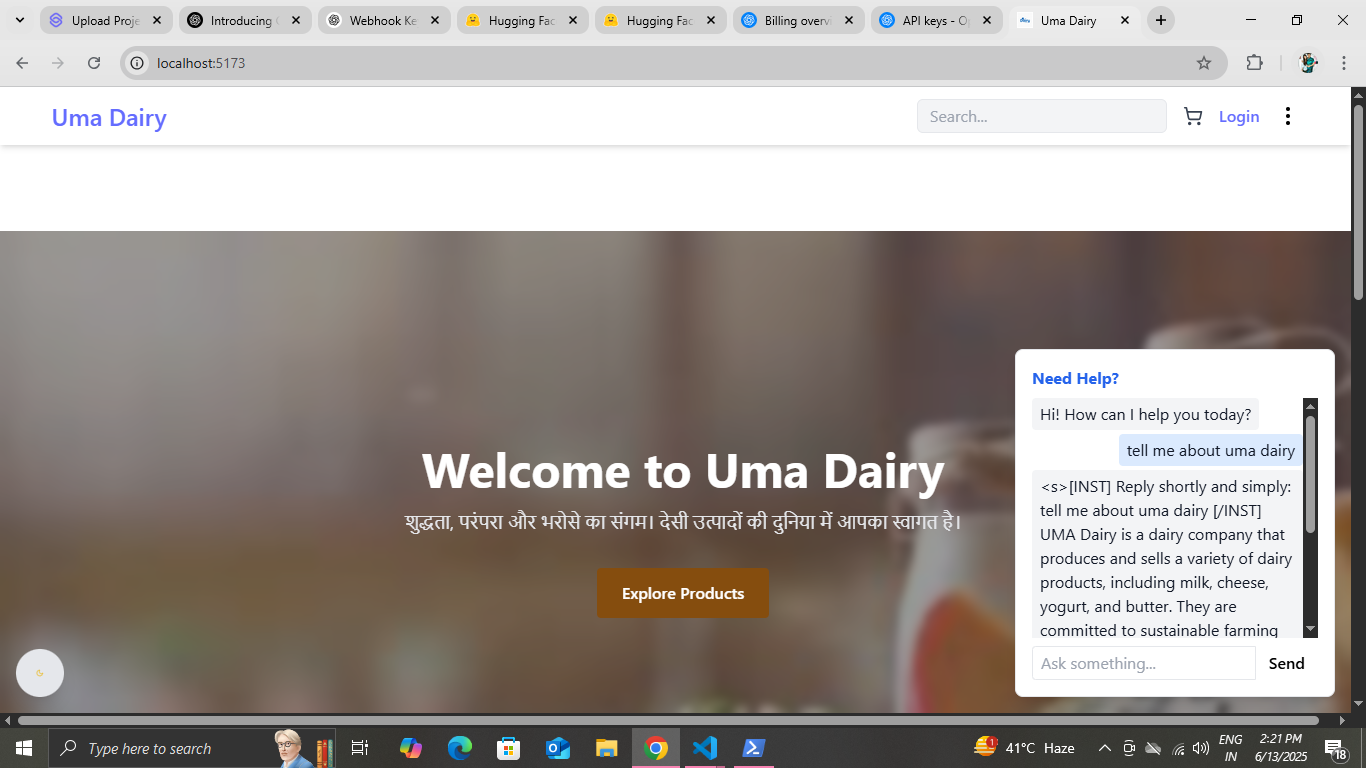 Upload Proje
Introducing
Webhook Ke
Hugging Fac
Hugging Fac
Billing overvi
API keys - Op
Uma Dairy
localhost:5173
Uma Dairy
Search...
Login
Welcome to Uma Dairy
शुद्धता, परंपरा और भरोसे का संगम। देसी उत्पादों की दुनिया में आपका स्वागत है।
Explore Products
Need Help?
Hi! How can I help you today?
tell me about uma dairy
<s>[INST] Reply shortly and simply:
tell me about uma dairy [/INST]
UMA Dairy is a dairy company that
produces and sells a variety of dairy
products, including milk, cheese,
yogurt, and butter. They are
committed to sustainable farming
Ask something...
Send
Type here to search
1
41°C Haze
ENG
IN
2:21 PM
6/13/2025
18